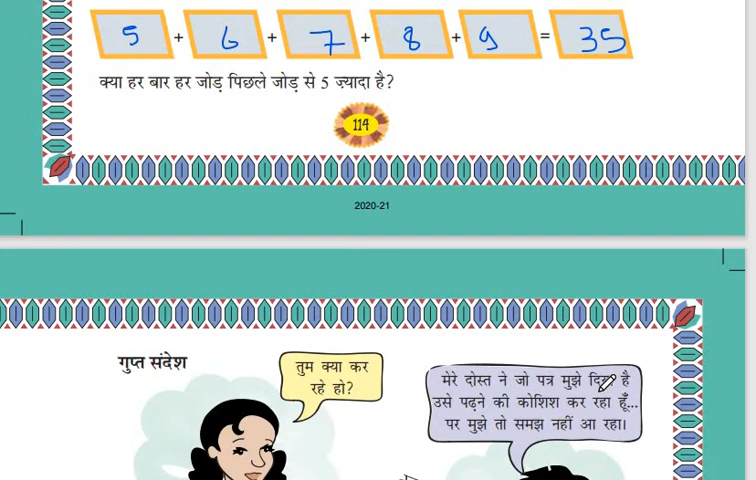 5 + 6 + 7 + 8 + 9 = 35
क्या हर बार हर जोड़ पिछले जोड़ से 5 ज्यादा है?
114
2020-21
गुप्त संदेश
तुम क्या कर
रहे हो?
मेरे दोस्त ने जो पत्र मुझे दिया है
उसे पढ़ने की कोशिश कर रहा हूँ...
पर मुझे तो समझ नहीं आ रहा।